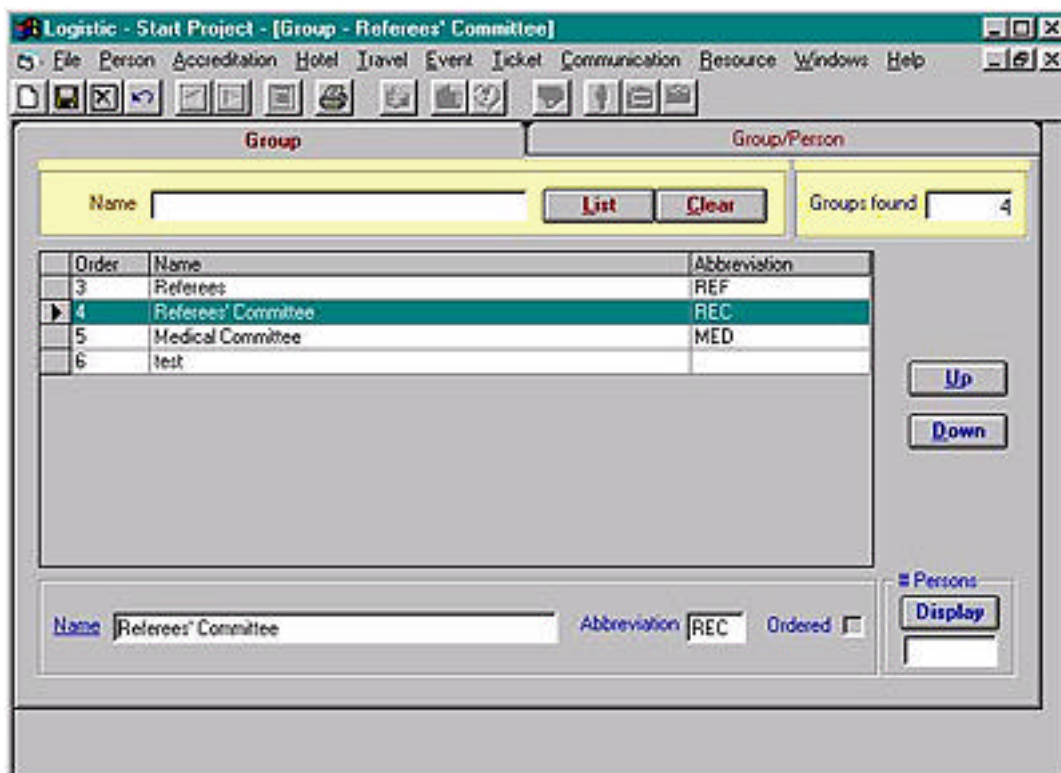 Logistic - Start Project - [Group - Referees' Committee]
File Person Accreditation Hotel Travel Event Ticket Communication Resource Windows Help
Group Group/Person
Name List Clear Groups found 4
Order Name Abbreviation
3 Referees REF
4 Referees' Committee REC
5 Medical Committee MED
6 test
Up
Down
# Persons
Name Referees' Committee Abbreviation REC Ordered Display